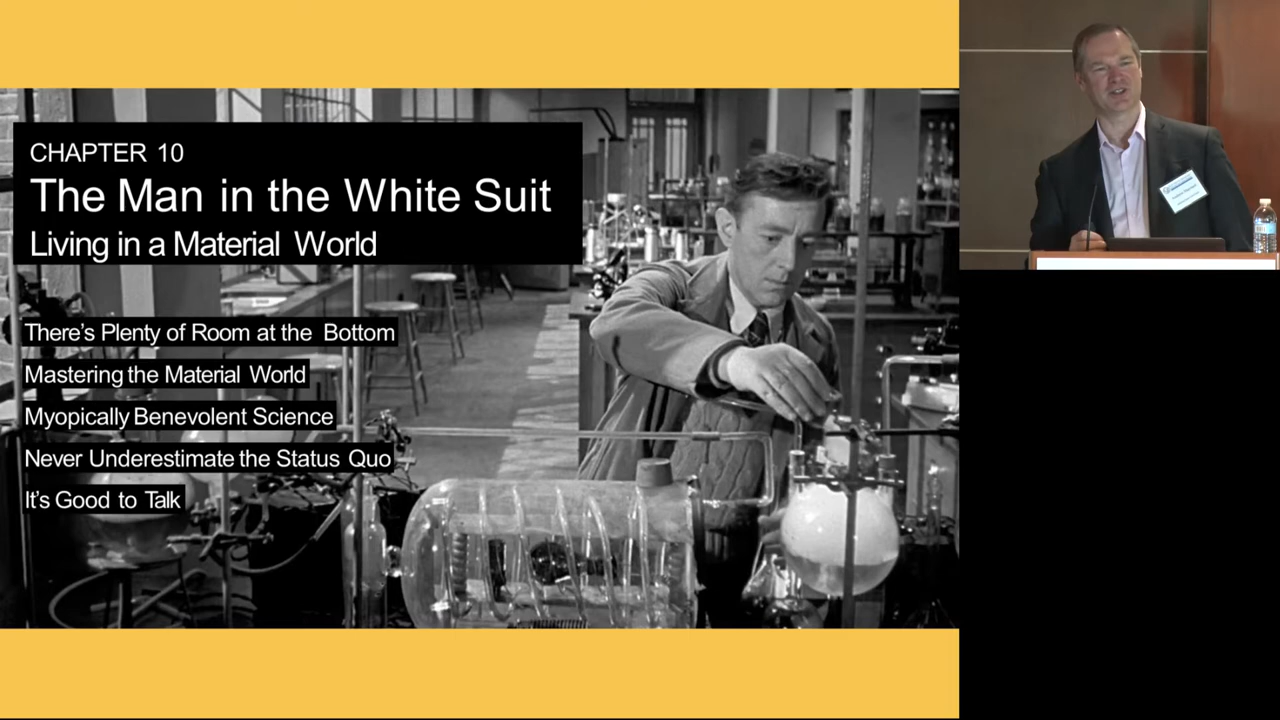 CHAPTER 10
The Man in the White Suit
Living in a Material World
There's Plenty of Room at the Bottom
Mastering the Material World
Myopically Benevolent Science
Never Underestimate the Status Quo
It's Good to Talk